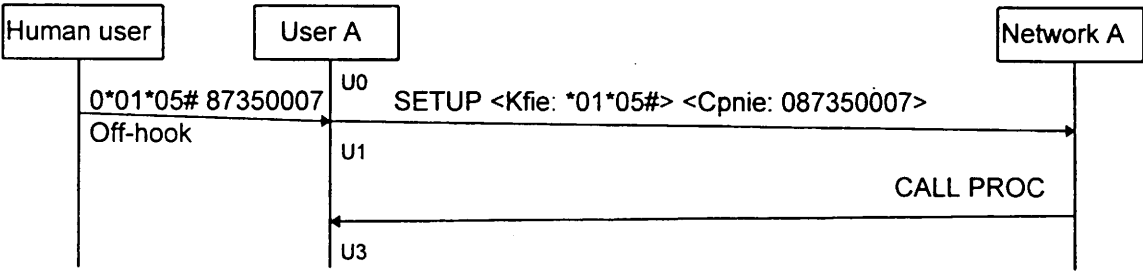 Human user
User A
Network A
U0
0*01*05# 87350007
SETUP <Kfie: *01*05#> <Cpnie: 087350007>
Off-hook
U1
CALL PROC
U3